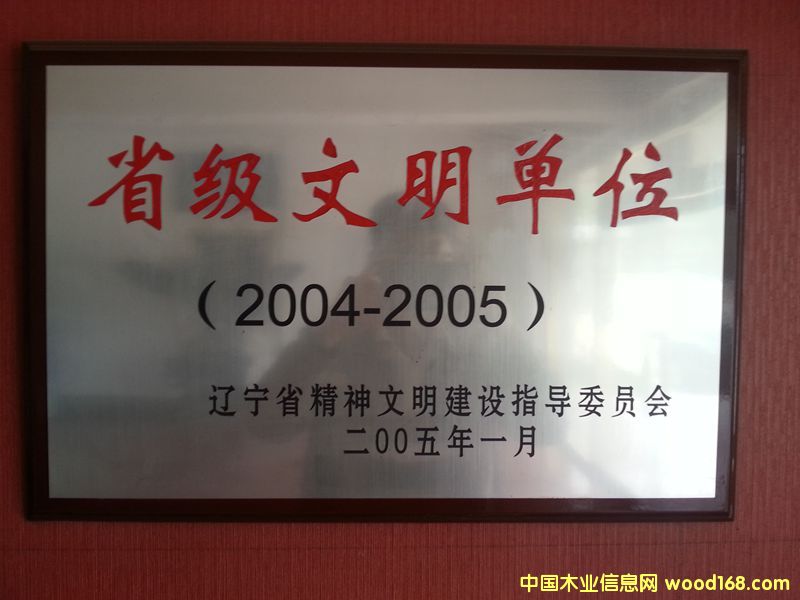 省级文明单位
（2004-2005）
辽宁省精神文明建设指导委员会
二00五年一月
中国木业信息网 wood168.com